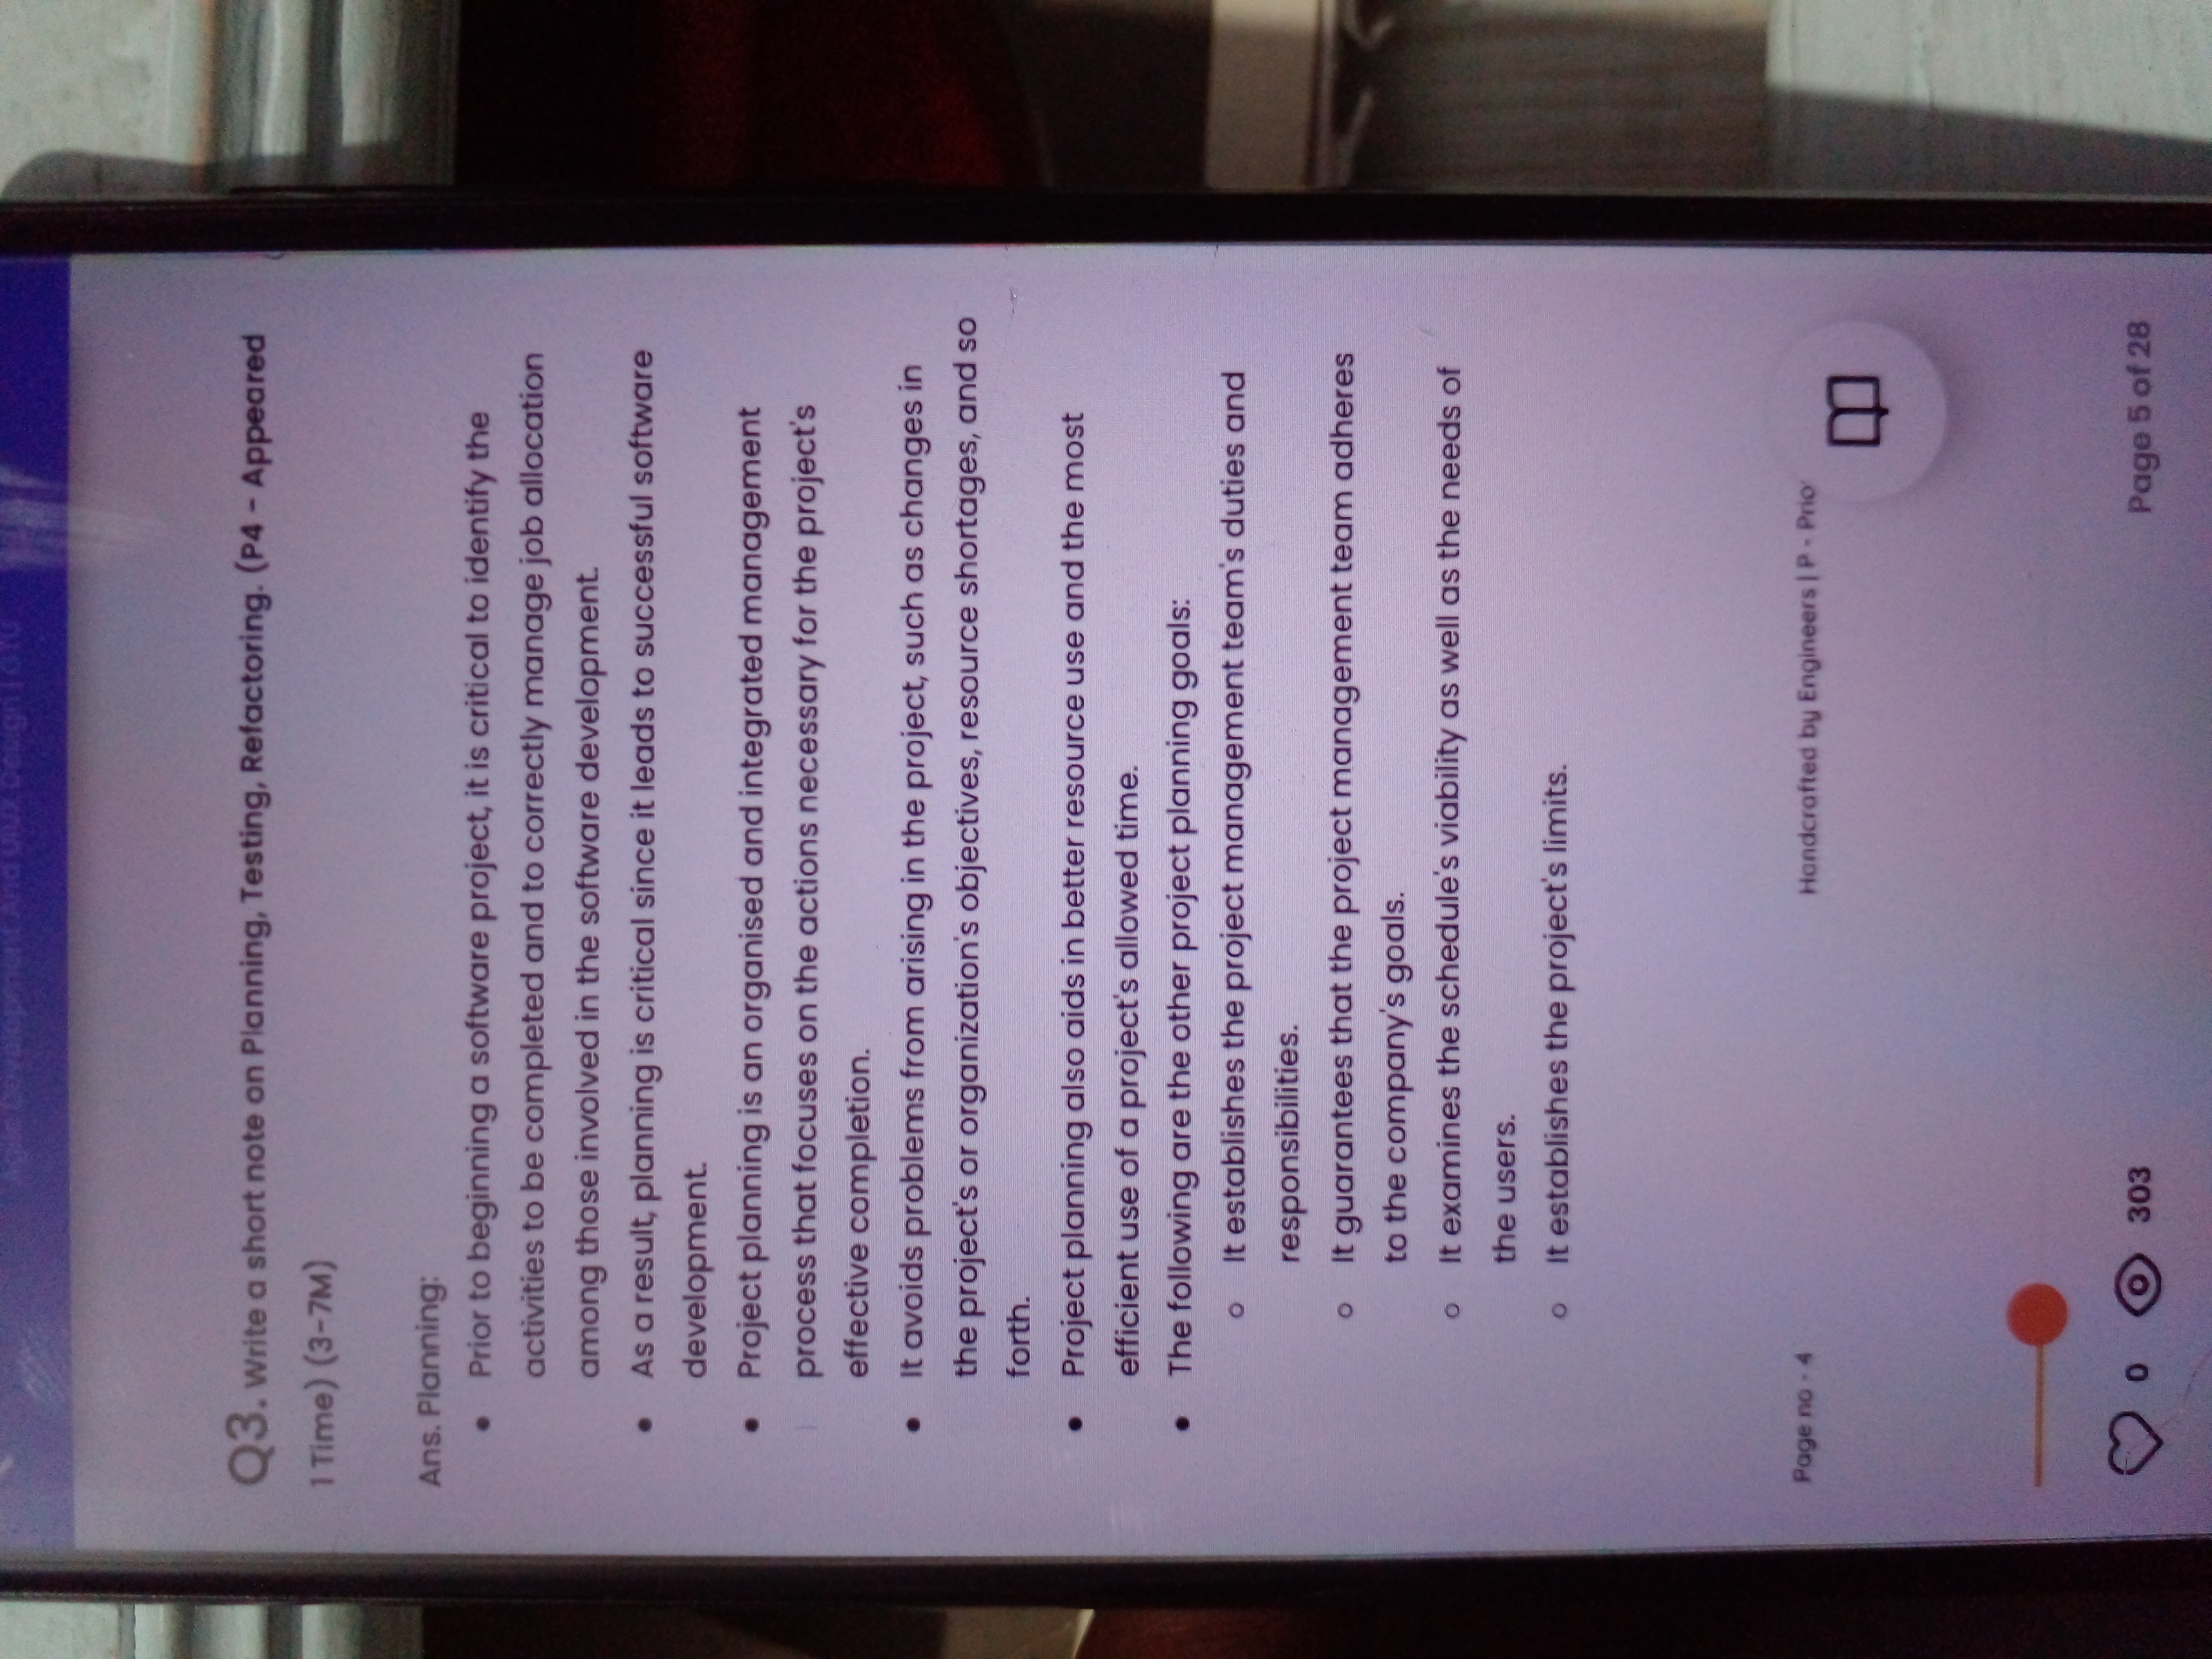 Agile Development And UIUX Design | GTU
Q3. Write a short note on Planning, Testing, Refactoring. (P4 - Appeared
1 Time) (3-7M)
Ans. Planning:
• Prior to beginning a software project, it is critical to identify the
activities to be completed and to correctly manage job allocation
among those involved in the software development.
• As a result, planning is critical since it leads to successful software
development.
• Project planning is an organised and integrated management
process that focuses on the actions necessary for the project's
effective completion.
• It avoids problems from arising in the project, such as changes in
the project's or organization's objectives, resource shortages, and so
forth.
• Project planning also aids in better resource use and the most
efficient use of a project's allowed time.
• The following are the other project planning goals:
o It establishes the project management team's duties and
responsibilities.
o It guarantees that the project management team adheres
to the company's goals.
o It examines the schedule's viability as well as the needs of
the users.
o It establishes the project's limits.
Page no - 4
Handcrafted by Engineers | P -
0 303
Page 5 of 28